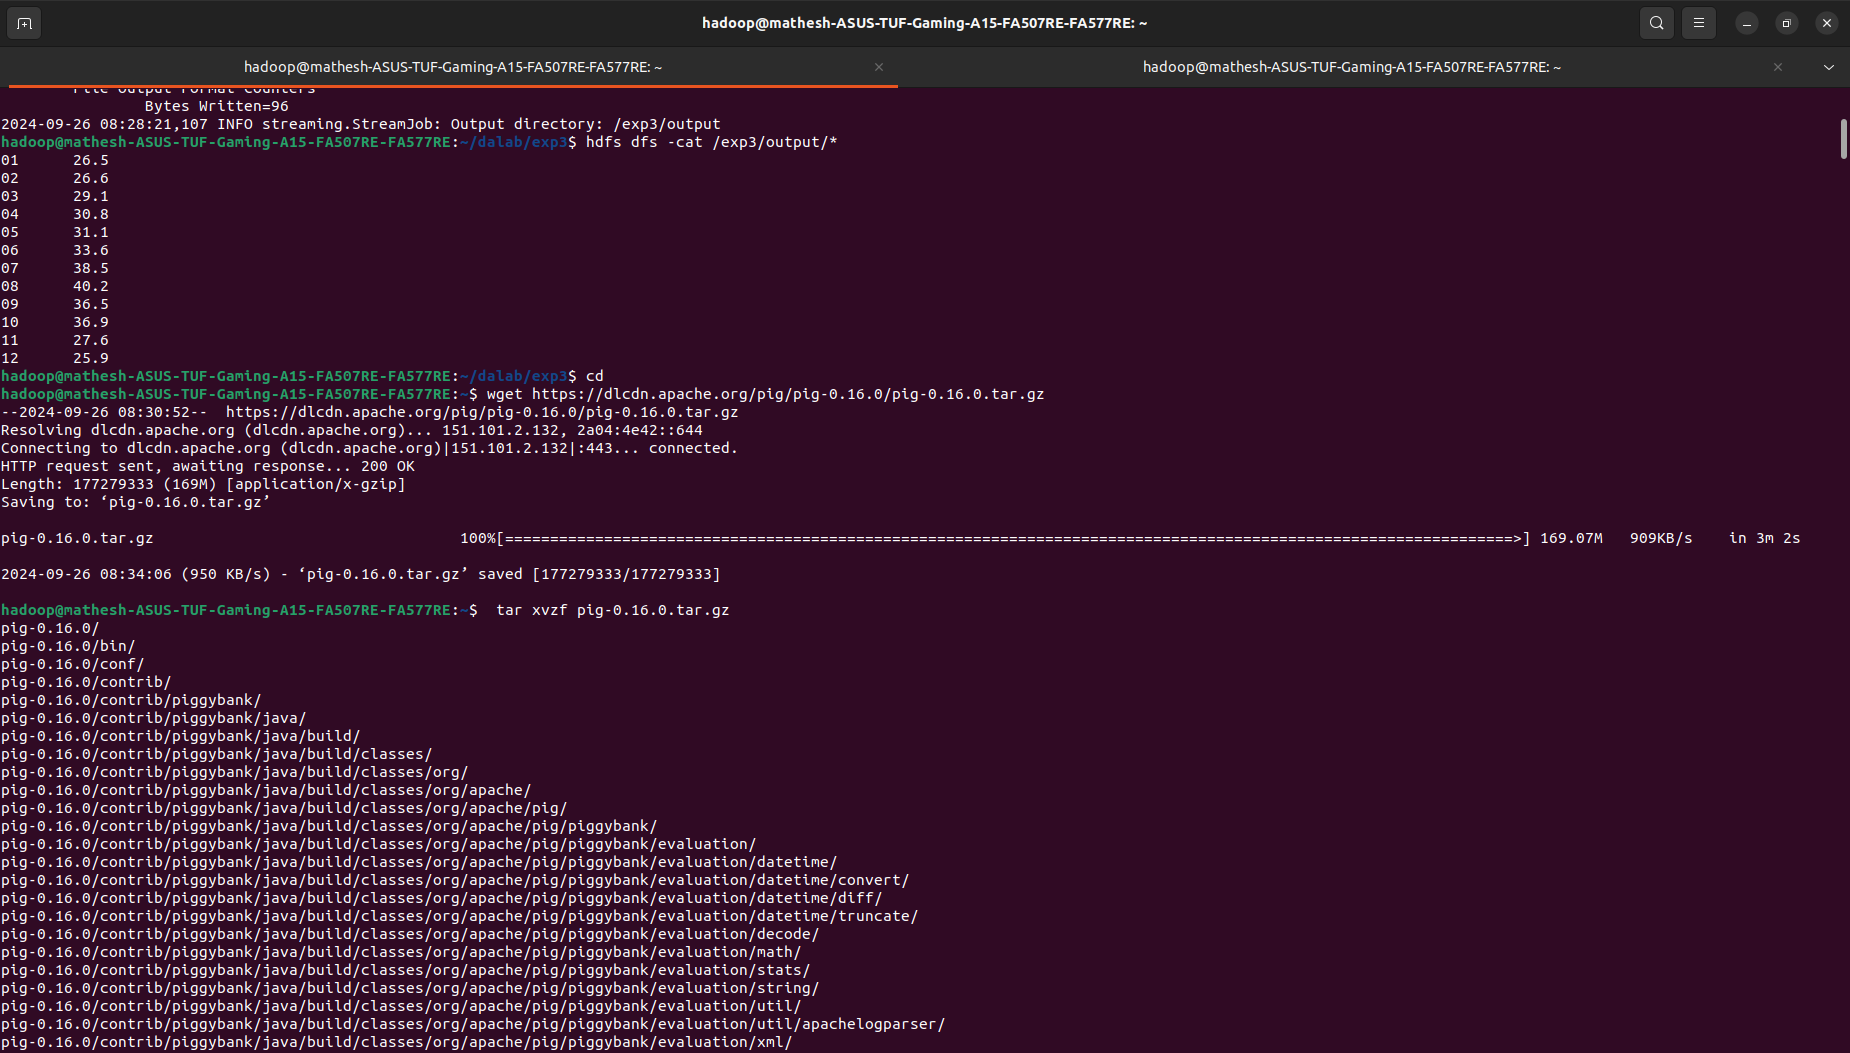 hadoop@mathesh-ASUS-TUF-Gaming-A15-FA507RE-FA577RE: ~
hadoop@mathesh-ASUS-TUF-Gaming-A15-FA507RE-FA577RE: ~
hadoop@mathesh-ASUS-TUF-Gaming-A15-FA507RE-FA577RE: ~
File Output Format Counters
Bytes Written=96
2024-09-26 08:28:21,107 INFO streaming.StreamJob: Output directory: /exp3/output
hadoop@mathesh-ASUS-TUF-Gaming-A15-FA507RE-FA577RE:~/dalab/exp3$ hdfs dfs -cat /exp3/output/*
01 26.5
02 26.6
03 29.1
04 30.8
05 31.1
06 33.6
07 38.5
08 40.2
09 36.5
10 36.9
11 27.6
12 25.9
hadoop@mathesh-ASUS-TUF-Gaming-A15-FA507RE-FA577RE:~/dalab/exp3$ cd
hadoop@mathesh-ASUS-TUF-Gaming-A15-FA507RE-FA577RE:~$ wget https://dlcdn.apache.org/pig/pig-0.16.0/pig-0.16.0.tar.gz
--2024-09-26 08:30:52--  https://dlcdn.apache.org/pig/pig-0.16.0/pig-0.16.0.tar.gz
Resolving dlcdn.apache.org (dlcdn.apache.org)... 151.101.2.132, 2a04:4e42::644
Connecting to dlcdn.apache.org (dlcdn.apache.org)|151.101.2.132|:443... connected.
HTTP request sent, awaiting response... 200 OK
Length: 177279333 (169M) [application/x-gzip]
Saving to: ‘pig-0.16.0.tar.gz’
pig-0.16.0.tar.gz 100%[================================================================================================================>] 169.07M 909KB/s in 3m 2s
2024-09-26 08:34:06 (950 KB/s) - ‘pig-0.16.0.tar.gz’ saved [177279333/177279333]
hadoop@mathesh-ASUS-TUF-Gaming-A15-FA507RE-FA577RE:~$  tar xvzf pig-0.16.0.tar.gz
pig-0.16.0/
pig-0.16.0/bin/
pig-0.16.0/conf/
pig-0.16.0/contrib/
pig-0.16.0/contrib/piggybank/
pig-0.16.0/contrib/piggybank/java/
pig-0.16.0/contrib/piggybank/java/build/
pig-0.16.0/contrib/piggybank/java/build/classes/
pig-0.16.0/contrib/piggybank/java/build/classes/org/
pig-0.16.0/contrib/piggybank/java/build/classes/org/apache/
pig-0.16.0/contrib/piggybank/java/build/classes/org/apache/pig/
pig-0.16.0/contrib/piggybank/java/build/classes/org/apache/pig/piggybank/
pig-0.16.0/contrib/piggybank/java/build/classes/org/apache/pig/piggybank/evaluation/
pig-0.16.0/contrib/piggybank/java/build/classes/org/apache/pig/piggybank/evaluation/datetime/
pig-0.16.0/contrib/piggybank/java/build/classes/org/apache/pig/piggybank/evaluation/datetime/convert/
pig-0.16.0/contrib/piggybank/java/build/classes/org/apache/pig/piggybank/evaluation/datetime/diff/
pig-0.16.0/contrib/piggybank/java/build/classes/org/apache/pig/piggybank/evaluation/datetime/truncate/
pig-0.16.0/contrib/piggybank/java/build/classes/org/apache/pig/piggybank/evaluation/decode/
pig-0.16.0/contrib/piggybank/java/build/classes/org/apache/pig/piggybank/evaluation/math/
pig-0.16.0/contrib/piggybank/java/build/classes/org/apache/pig/piggybank/evaluation/stats/
pig-0.16.0/contrib/piggybank/java/build/classes/org/apache/pig/piggybank/evaluation/string/
pig-0.16.0/contrib/piggybank/java/build/classes/org/apache/pig/piggybank/evaluation/util/
pig-0.16.0/contrib/piggybank/java/build/classes/org/apache/pig/piggybank/evaluation/util/apachelogparser/
pig-0.16.0/contrib/piggybank/java/build/classes/org/apache/pig/piggybank/evaluation/xml/